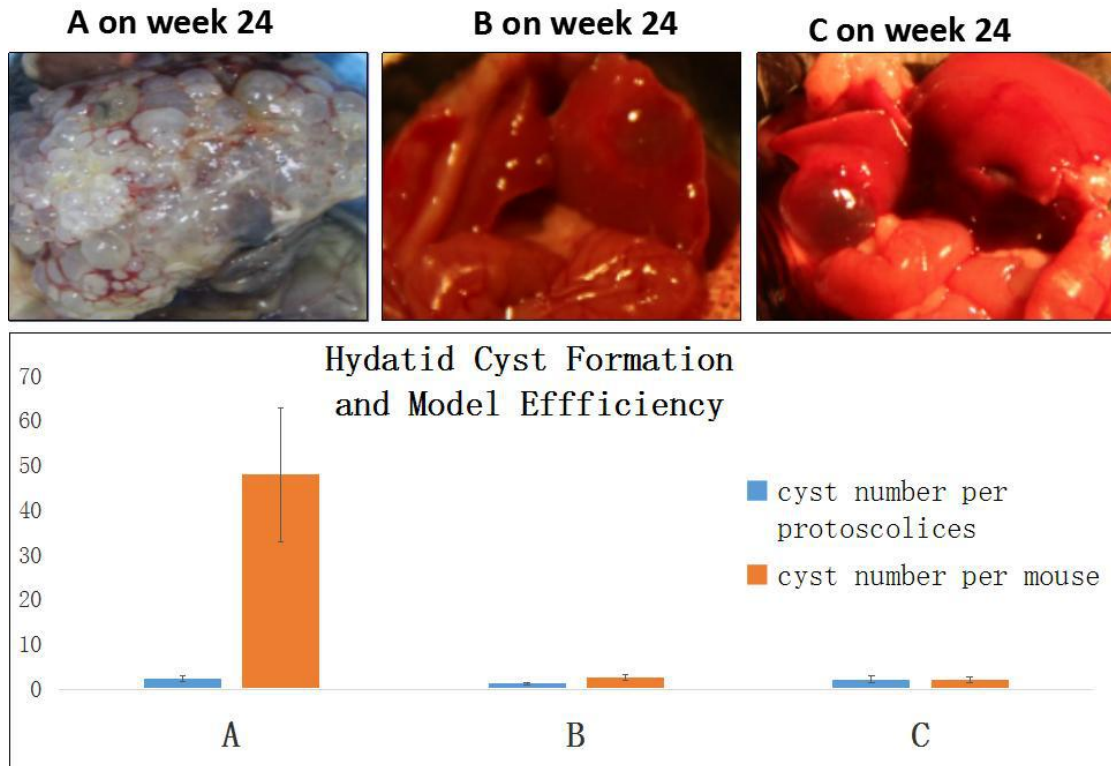 A on week 24
B on week 24
C on week 24
Hydatid Cyst Formation
and Model Effficiency
70
60
50
40
30
20
10
0
cyst number per
protoscolices
cyst number per mouse
A
B
C